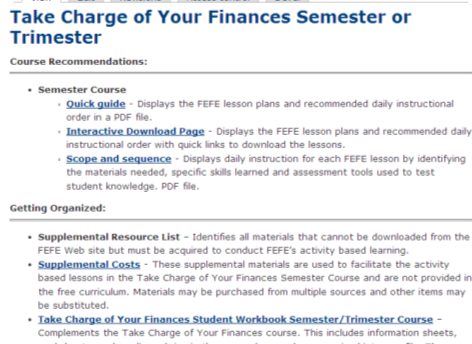 Take Charge of Your Finances Semester or
Trimester
Course Recommendations:
• Semester Course
◦ Quick guide - Displays the FEFE lesson plans and recommended daily instructional
order in a PDF file.
◦ Interactive Download Page - Displays the FEFE lesson plans and recommended daily
instructional order with quick links to download the lessons.
◦ Scope and sequence - Displays daily instruction for each FEFE lesson by identifying
the materials needed, specific skills learned and assessment tools used to test
student knowledge. PDF file.
Getting Organized:
• Supplemental Resource List – Identifies all materials that cannot be downloaded from the
FEFE Web site but must be acquired to conduct FEFE's activity based learning.
• Supplemental Costs - These supplemental materials are used to facilitate the activity
based lessons in the Take Charge of Your Finances Semester Course and are not provided in
the free curriculum. Materials may be purchased from multiple sources and other items may
be substituted.
• Take Charge of Your Finances Student Workbook Semester/Trimester Course –
Complements the Take Charge of Your Finances course. This includes information sheets,